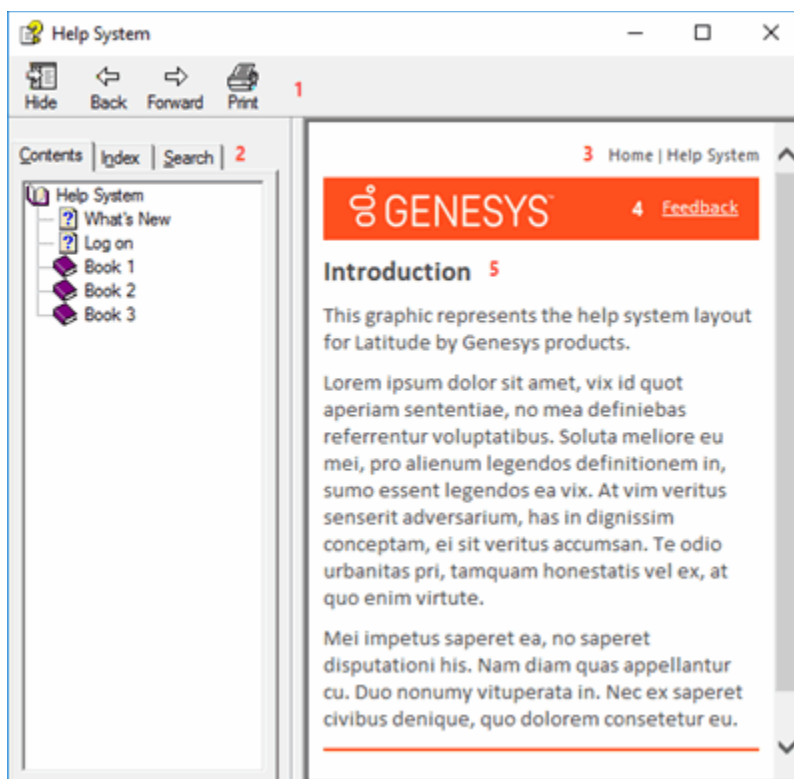 Help System
Hide Back Forward Print 1
Contents Index Search 2
Help System
What's New
Log on
Book 1
Book 2
Book 3
3 Home | Help System
GENESYS™ 4 Feedback
Introduction 5
This graphic represents the help system layout
for Latitude by Genesys products.
Lorem ipsum dolor sit amet, vix id quot
aperiam sententiae, no mea definiebas
referrentur voluptatibus. Soluta meliore eu
mei, pro alienum legendos definitionem in,
sumo essent legendos ea vix. At vim veritus
senserit adversarium, has in dignissim
conceptam, ei sit veritus accumsan. Te odio
urbanitas pri, tamquam honestatis vel ex, at
quo enim virtute.
Mei impetus saperet ea, no saperet
disputationi his. Nam diam quas appellantur
cu. Duo nonumy vituperata in. Nec ex saperet
civibus denique, quo dolorem consetetur eu.